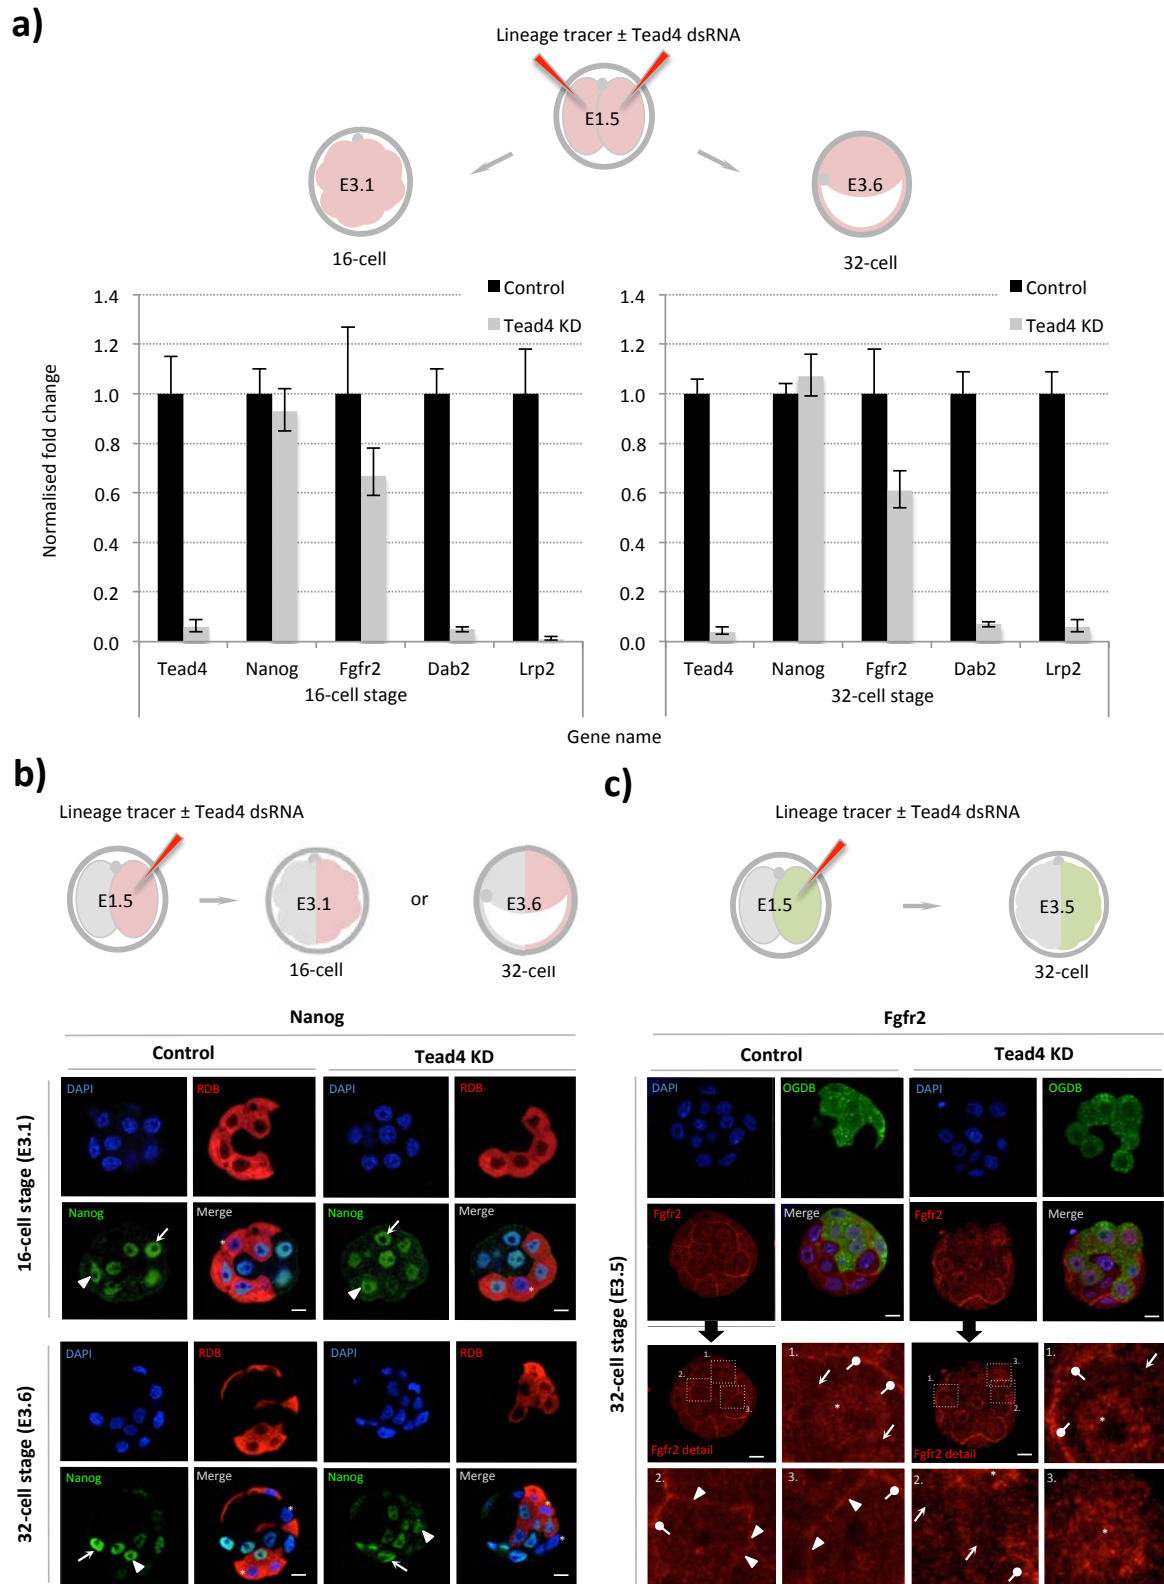 a)
Lineage tracer ± Tead4 dsRNA
E1.5
E3.1
E3.6
16-cell
32-cell
Normalised fold change
1.4
1.2
1.0
0.8
0.6
0.4
0.2
0.0
Control
Tead4 KD
Tead4 Nanog Fgfr2 Dab2 Lrp2
16-cell stage
1.4
1.2
1.0
0.8
0.6
0.4
0.2
0.0
Control
Tead4 KD
Tead4 Nanog Fgfr2 Dab2 Lrp2
32-cell stage
Gene name
b)
Lineage tracer ± Tead4 dsRNA
E1.5
E3.1
or
E3.6
16-cell
32-cell
Nanog
Control
Tead4 KD
16-cell stage (E3.1)
DAPI RDB DAPI RDB
Nanog Merge Nanog Merge
* *
32-cell stage (E3.6)
DAPI RDB DAPI RDB
Nanog Merge Nanog Merge
* * * *
c)
Lineage tracer ± Tead4 dsRNA
E1.5
E3.5
32-cell
Fgfr2
Control
Tead4 KD
32-cell stage (E3.5)
DAPI OGDB DAPI OGDB
Fgfr2 Merge Fgfr2 Merge
1. 2. 3. Fgfr2 detail
1. *
1. 3. 2. Fgfr2 detail
1. *
2.
3.
2. *
3. *